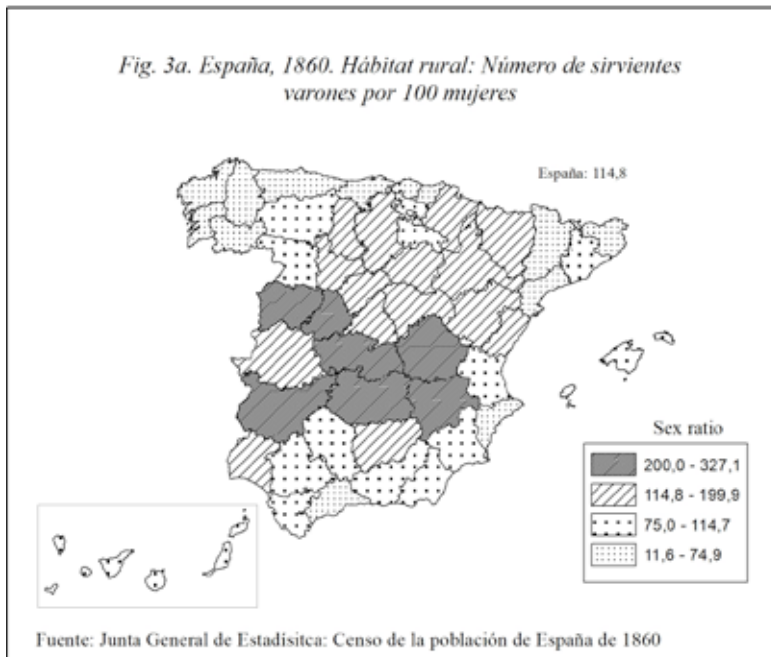 Fig. 3a. España, 1860. Hábitat rural: Número de sirvientes
varones por 100 mujeres
España: 114,8
Sex ratio
200,0 - 327,1
114,8 - 199,9
75,0 - 114,7
11,6 - 74,9
Fuente: Junta General de Estadísitca: Censo de la población de España de 1860